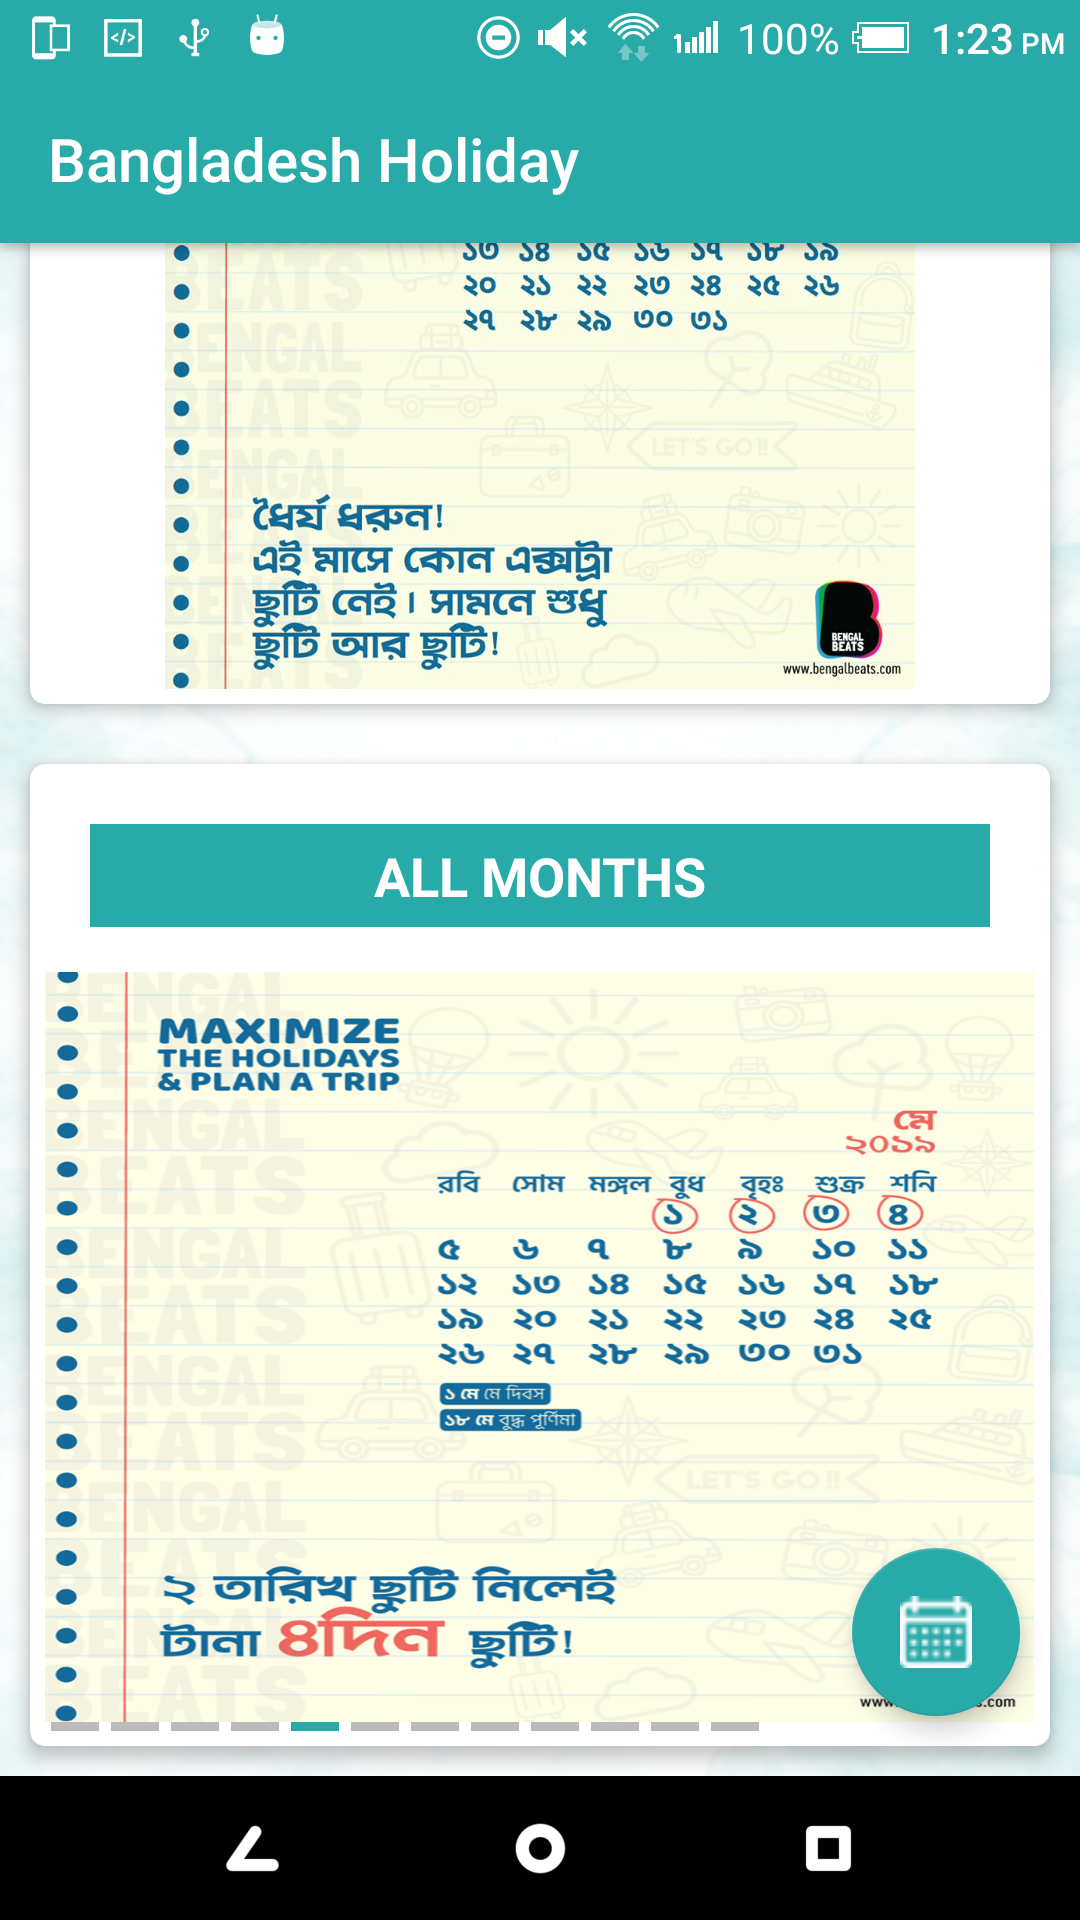 100% 1:23 PM
Bangladesh Holiday
১৩ ১৪ ১৫ ১৬ ১৭ ১৮ ১৯
২০ ২১ ২২ ২৩ ২৪ ২৫ ২৬
২৭ ২৮ ২৯ ৩০ ৩১
LET'S GO !!
ধৈর্য ধরুন!
এই মাসে কোন এক্সট্রা
ছুটি নেই। সামনে শুধু
ছুটি আর ছুটি!
BENGAL
BEATS
www.bengalbeats.com
ALL MONTHS
MAXIMIZE
THE HOLIDAYS
& PLAN A TRIP
মে
২০১৯
রবি সোম মঙ্গল বুধ বৃহঃ শুক্র শনি
১ ২ ৩ ৪
৫ ৬ ৭ ৮ ৯ ১০ ১১
১২ ১৩ ১৪ ১৫ ১৬ ১৭ ১৮
১৯ ২০ ২১ ২২ ২৩ ২৪ ২৫
২৬ ২৭ ২৮ ২৯ ৩০ ৩১
১ মে মে দিবস
১৮ মে বুদ্ধ পূর্ণিমা
LET'S GO !!
২ তারিখ ছুটি নিলেই
টানা ৪দিন ছুটি!